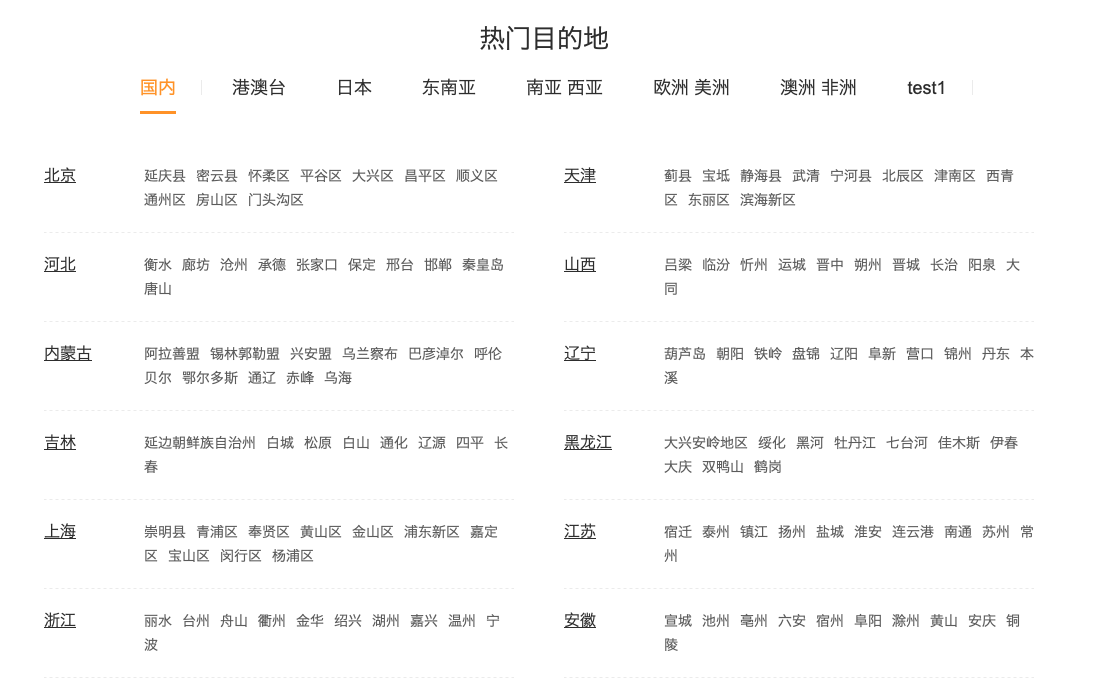 热门目的地
国内 港澳台 日本 东南亚 南亚 西亚 欧洲 美洲 澳洲 非洲 test1
北京 延庆县 密云县 怀柔区 平谷区 大兴区 昌平区 顺义区
通州区 房山区 门头沟区
天津 蓟县 宝坻 静海县 武清 宁河县 北辰区 津南区 西青
区 东丽区 滨海新区
河北 衡水 廊坊 沧州 承德 张家口 保定 邢台 邯郸 秦皇岛
唐山
山西 吕梁 临汾 忻州 运城 晋中 朔州 晋城 长治 阳泉 大
同
内蒙古 阿拉善盟 锡林郭勒盟 兴安盟 乌兰察布 巴彦淖尔 呼伦
贝尔 鄂尔多斯 通辽 赤峰 乌海
辽宁 葫芦岛 朝阳 铁岭 盘锦 辽阳 阜新 营口 锦州 丹东 本
溪
吉林 延边朝鲜族自治州 白城 松原 白山 通化 辽源 四平 长
春
黑龙江 大兴安岭地区 绥化 黑河 牡丹江 七台河 佳木斯 伊春
大庆 双鸭山 鹤岗
上海 崇明县 青浦区 奉贤区 黄山区 金山区 浦东新区 嘉定
区 宝山区 闵行区 杨浦区
江苏 宿迁 泰州 镇江 扬州 盐城 淮安 连云港 南通 苏州 常
州
浙江 丽水 台州 舟山 衢州 金华 绍兴 湖州 嘉兴 温州 宁
波
安徽 宣城 池州 亳州 六安 宿州 阜阳 滁州 黄山 安庆 铜
陵